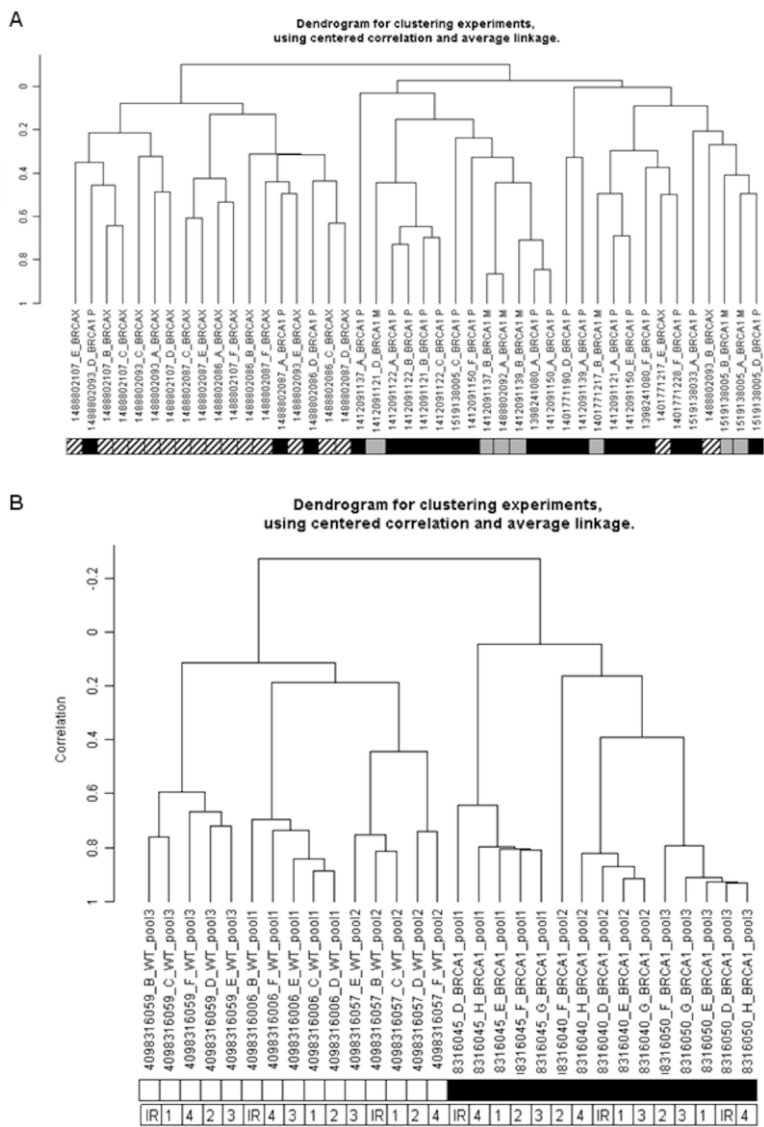 A
Dendrogram for clustering experiments,
using centered correlation and average linkage.
0
0.2
0.4
0.6
0.8
1
1488802107_E_BRCAX
1488802093_D_BRCA1 P
1488802107_B_BRCAX
1488802107_C_BRCAX
1488802093_C_BRCAX
1488802093_A_BRCAX
1488802107_D_BRCAX
1488802087_C_BRCAX
1488802087_E_BRCAX
1488802086_A_BRCAX
1488802107_F_BRCAX
1488802086_B_BRCAX
1488802087_F_BRCAX
1488802087_A_BRCA1 P
1488802093_E_BRCAX
1488802086_D_BRCA1 P
1488802086_C_BRCAX
1488802087_D_BRCAX
1412091137_A_BRCA1 P
1412091121_D_BRCA1 M
1412091122_A_BRCA1 P
1412091122_B_BRCA1 P
1412091121_B_BRCA1 P
1412091122_C_BRCA1 P
1519138005_C_BRCA1 P
1412091150_F_BRCA1 P
1412091137_B_BRCA1 M
1488802092_A_BRCA1 M
1412091139_B_BRCA1 M
1398241080_A_BRCA1 P
1412091150_A_BRCA1 P
1401771190_D_BRCA1 P
1412091139_A_BRCA1 P
1401771217_B_BRCA1 M
1412091121_A_BRCA1 P
1412091150_E_BRCA1 P
1398241080_F_BRCA1 P
1401771217_E_BRCAX
1401771228_F_BRCA1 P
1519138033_A_BRCA1 P
1488802093_B_BRCAX
1519138005_B_BRCA1 M
1519138005_A_BRCA1 M
1519138005_D_BRCA1 P
B
Dendrogram for clustering experiments,
using centered correlation and average linkage.
Correlation
-0.2
0
0.2
0.4
0.6
0.8
1
4098316059_B_WT_pool3
4098316059_C_WT_pool3
4098316059_F_WT_pool3
4098316059_D_WT_pool3
4098316059_E_WT_pool3
4098316006_B_WT_pool1
4098316006_F_WT_pool1
4098316006_E_WT_pool1
4098316006_C_WT_pool1
4098316006_D_WT_pool1
4098316057_E_WT_pool2
4098316057_B_WT_pool2
4098316057_C_WT_pool2
4098316057_D_WT_pool2
4098316057_F_WT_pool2
8316045_D_BRCA1_pool1
8316045_H_BRCA1_pool1
8316045_E_BRCA1_pool1
8316045_F_BRCA1_pool1
8316045_G_BRCA1_pool1
8316040_F_BRCA1_pool2
8316040_H_BRCA1_pool2
8316040_D_BRCA1_pool2
8316040_E_BRCA1_pool2
8316040_G_BRCA1_pool2
8316050_F_BRCA1_pool3
8316050_G_BRCA1_pool3
8316050_E_BRCA1_pool3
8316050_D_BRCA1_pool3
8316050_H_BRCA1_pool3
IR 1 4 2 3 IR 4 3 1 2 3 IR 1 2 4 IR 4 1 2 3 2 4 IR 1 3 2 3 1 IR 4